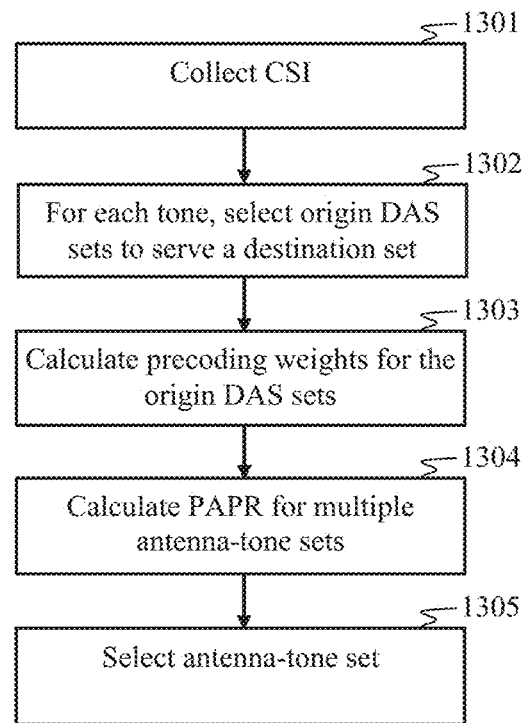 1301
Collect CSI
1302
For each tone, select origin DAS
sets to serve a destination set
1303
Calculate precoding weights for the
origin DAS sets
1304
Calculate PAPR for multiple
antenna-tone sets
1305
Select antenna-tone set